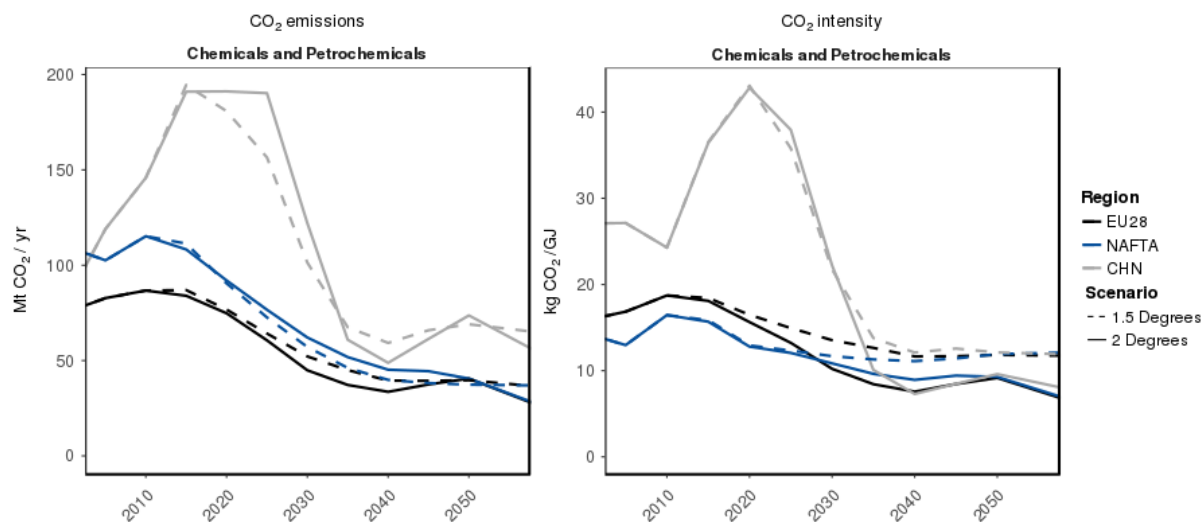 CO₂ emissions
Chemicals and Petrochemicals
Mt CO₂ / yr
200
150
100
50
0
2010
2020
2030
2040
2050
CO₂ intensity
Chemicals and Petrochemicals
kg CO₂ /GJ
40
30
20
10
0
2010
2020
2030
2040
2050
Region
EU28
NAFTA
CHN
Scenario
1.5 Degrees
2 Degrees